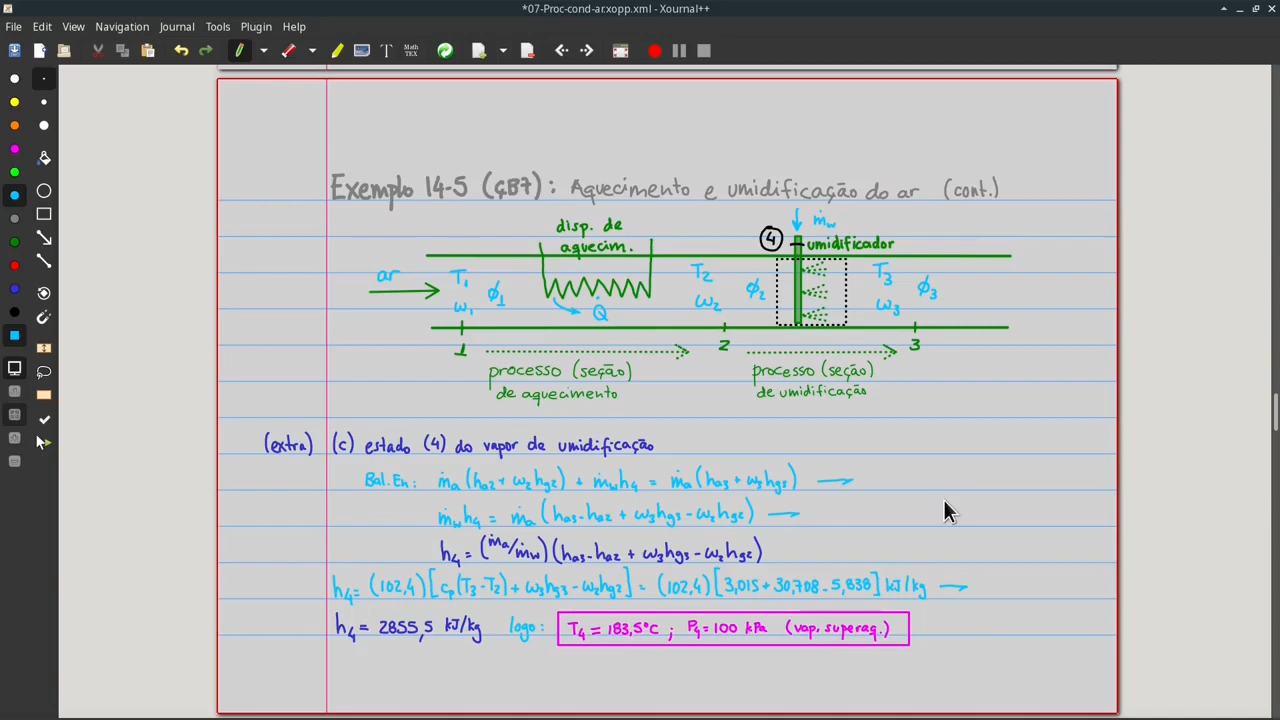 *07-Proc-cond-ar.xopp.xml - Xournal++
File Edit View Navigation Journal Tools Plugin Help
T Math TEX
Exemplo 14-5 (ÇB7): Aquecimento e umidificação do ar (cont.)
disp. de aquecim.
ṁw
4 umidificador
ar T₁ ω₁ ϕ₁ Q̇ T₂ ω₂ ϕ₂ T₃ ω₃ ϕ₃
1 2 3
processo (seção) de aquecimento
processo (seção) de umidificação
(extra) (c) estado (4) do vapor de umidificação
Bal.En: ṁa (ha2 + ω₂hg2) + ṁwh₄ = ṁa (ha3 + ω₃hg3) →
ṁwh₄ = ṁa (ha3 - ha2 + ω₃hg3 - ω₂hg2) →
h₄ = (ṁa/ṁw)(ha3 - ha2 + ω₃hg3 - ω₂hg2)
h₄ = (102,4)[cp(T₃-T₂) + ω₃hg3 - ω₂hg2] = (102,4)[3,015 + 30,708 - 5,838] kJ/kg →
h₄ = 2855,5 kJ/kg logo: T₄ = 183,5°C ; P₄ = 100 kPa (vap. superaq.)